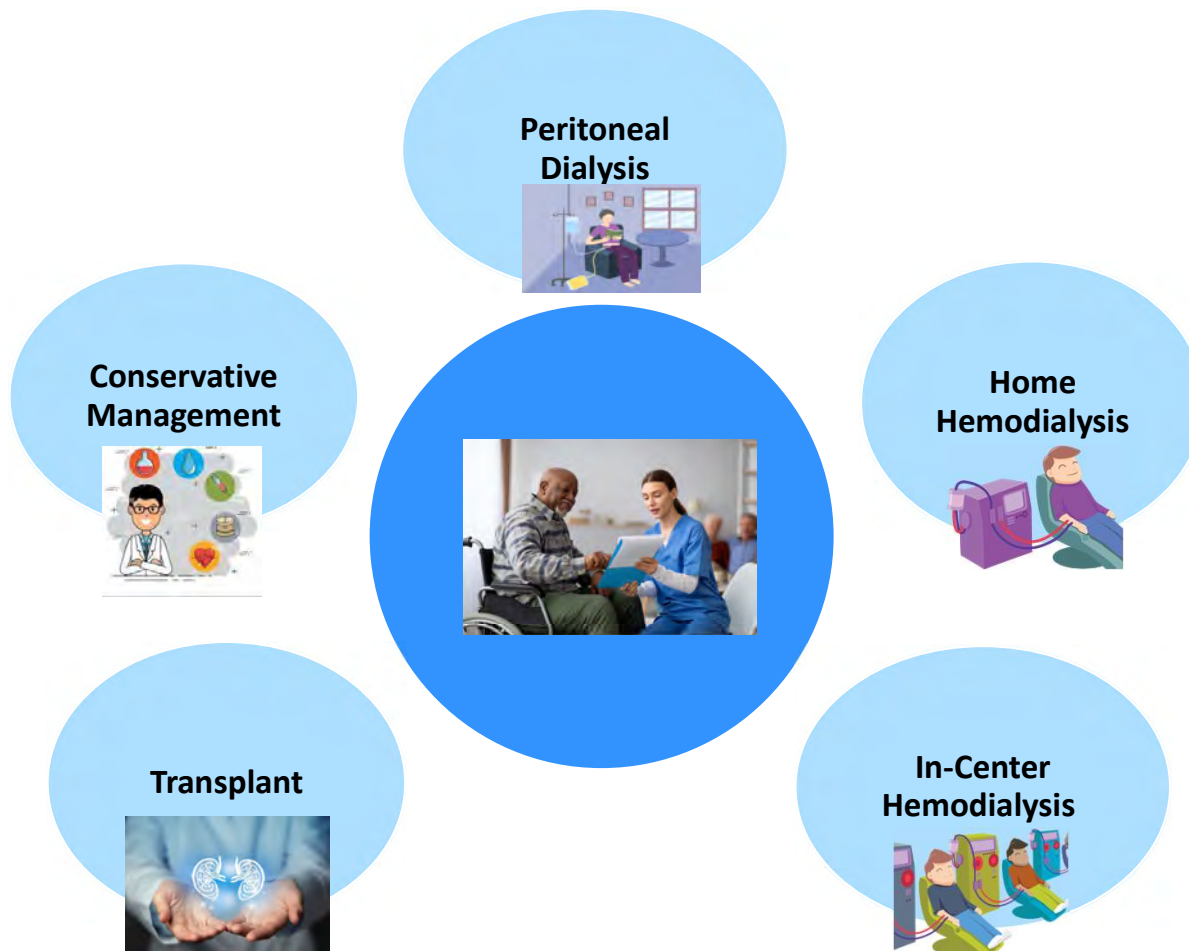 Peritoneal
Dialysis
Conservative
Management
Home
Hemodialysis
Transplant
In-Center
Hemodialysis